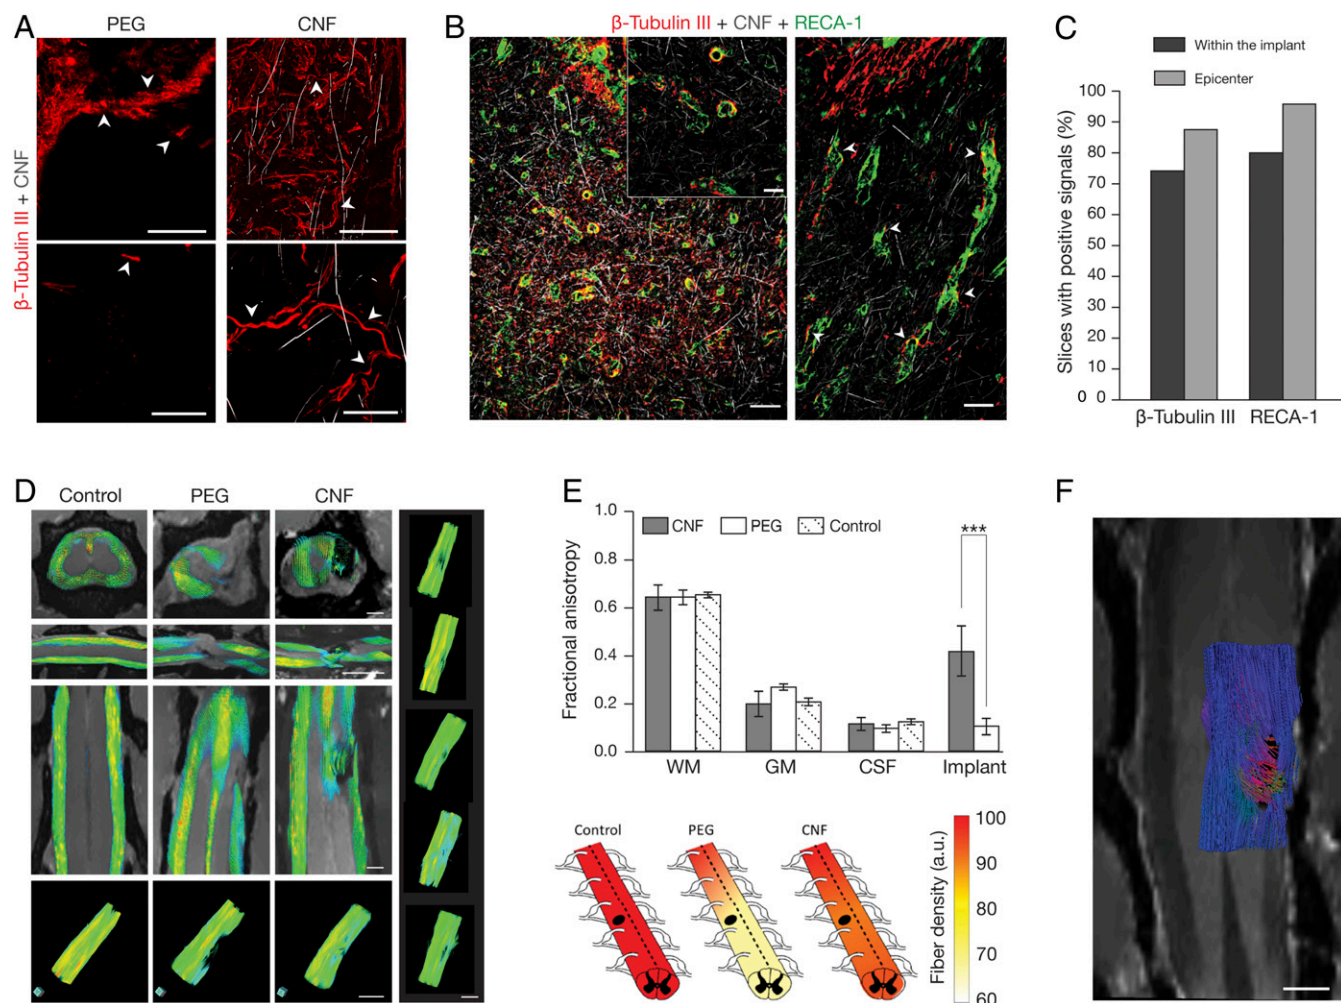 A
PEG
CNF
β-Tubulin III + CNF
B
β-Tubulin III + CNF + RECA-1
C
Within the implant
Epicenter
Slices with positive signals (%)
100
90
80
70
60
50
40
30
20
10
0 0
β-Tubulin III
RECA-1
D
Control
PEG
CNF
E
Fractional anisotropy
1.0
0.8
0.6
0.4
0.2
0.0
CNF
PEG
Control
***
WM
GM
CSF
Implant
Control
PEG
CNF
Fiber density (a.u.)
100
90
80
70
60
F